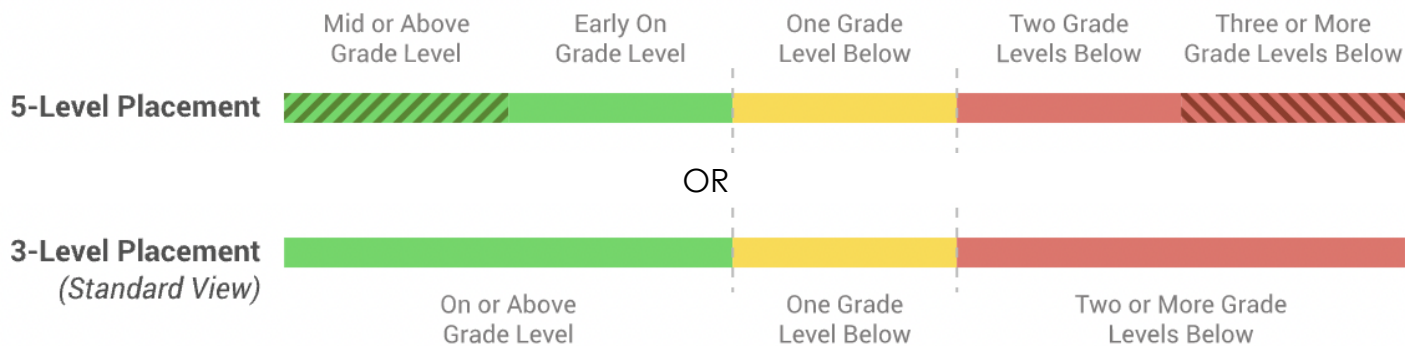 Mid or Above
Grade Level
Early On
Grade Level
One Grade
Level Below
Two Grade
Levels Below
Three or More
Grade Levels Below
5-Level Placement
OR
3-Level Placement
(Standard View)
On or Above
Grade Level
One Grade
Level Below
Two or More Grade
Levels Below